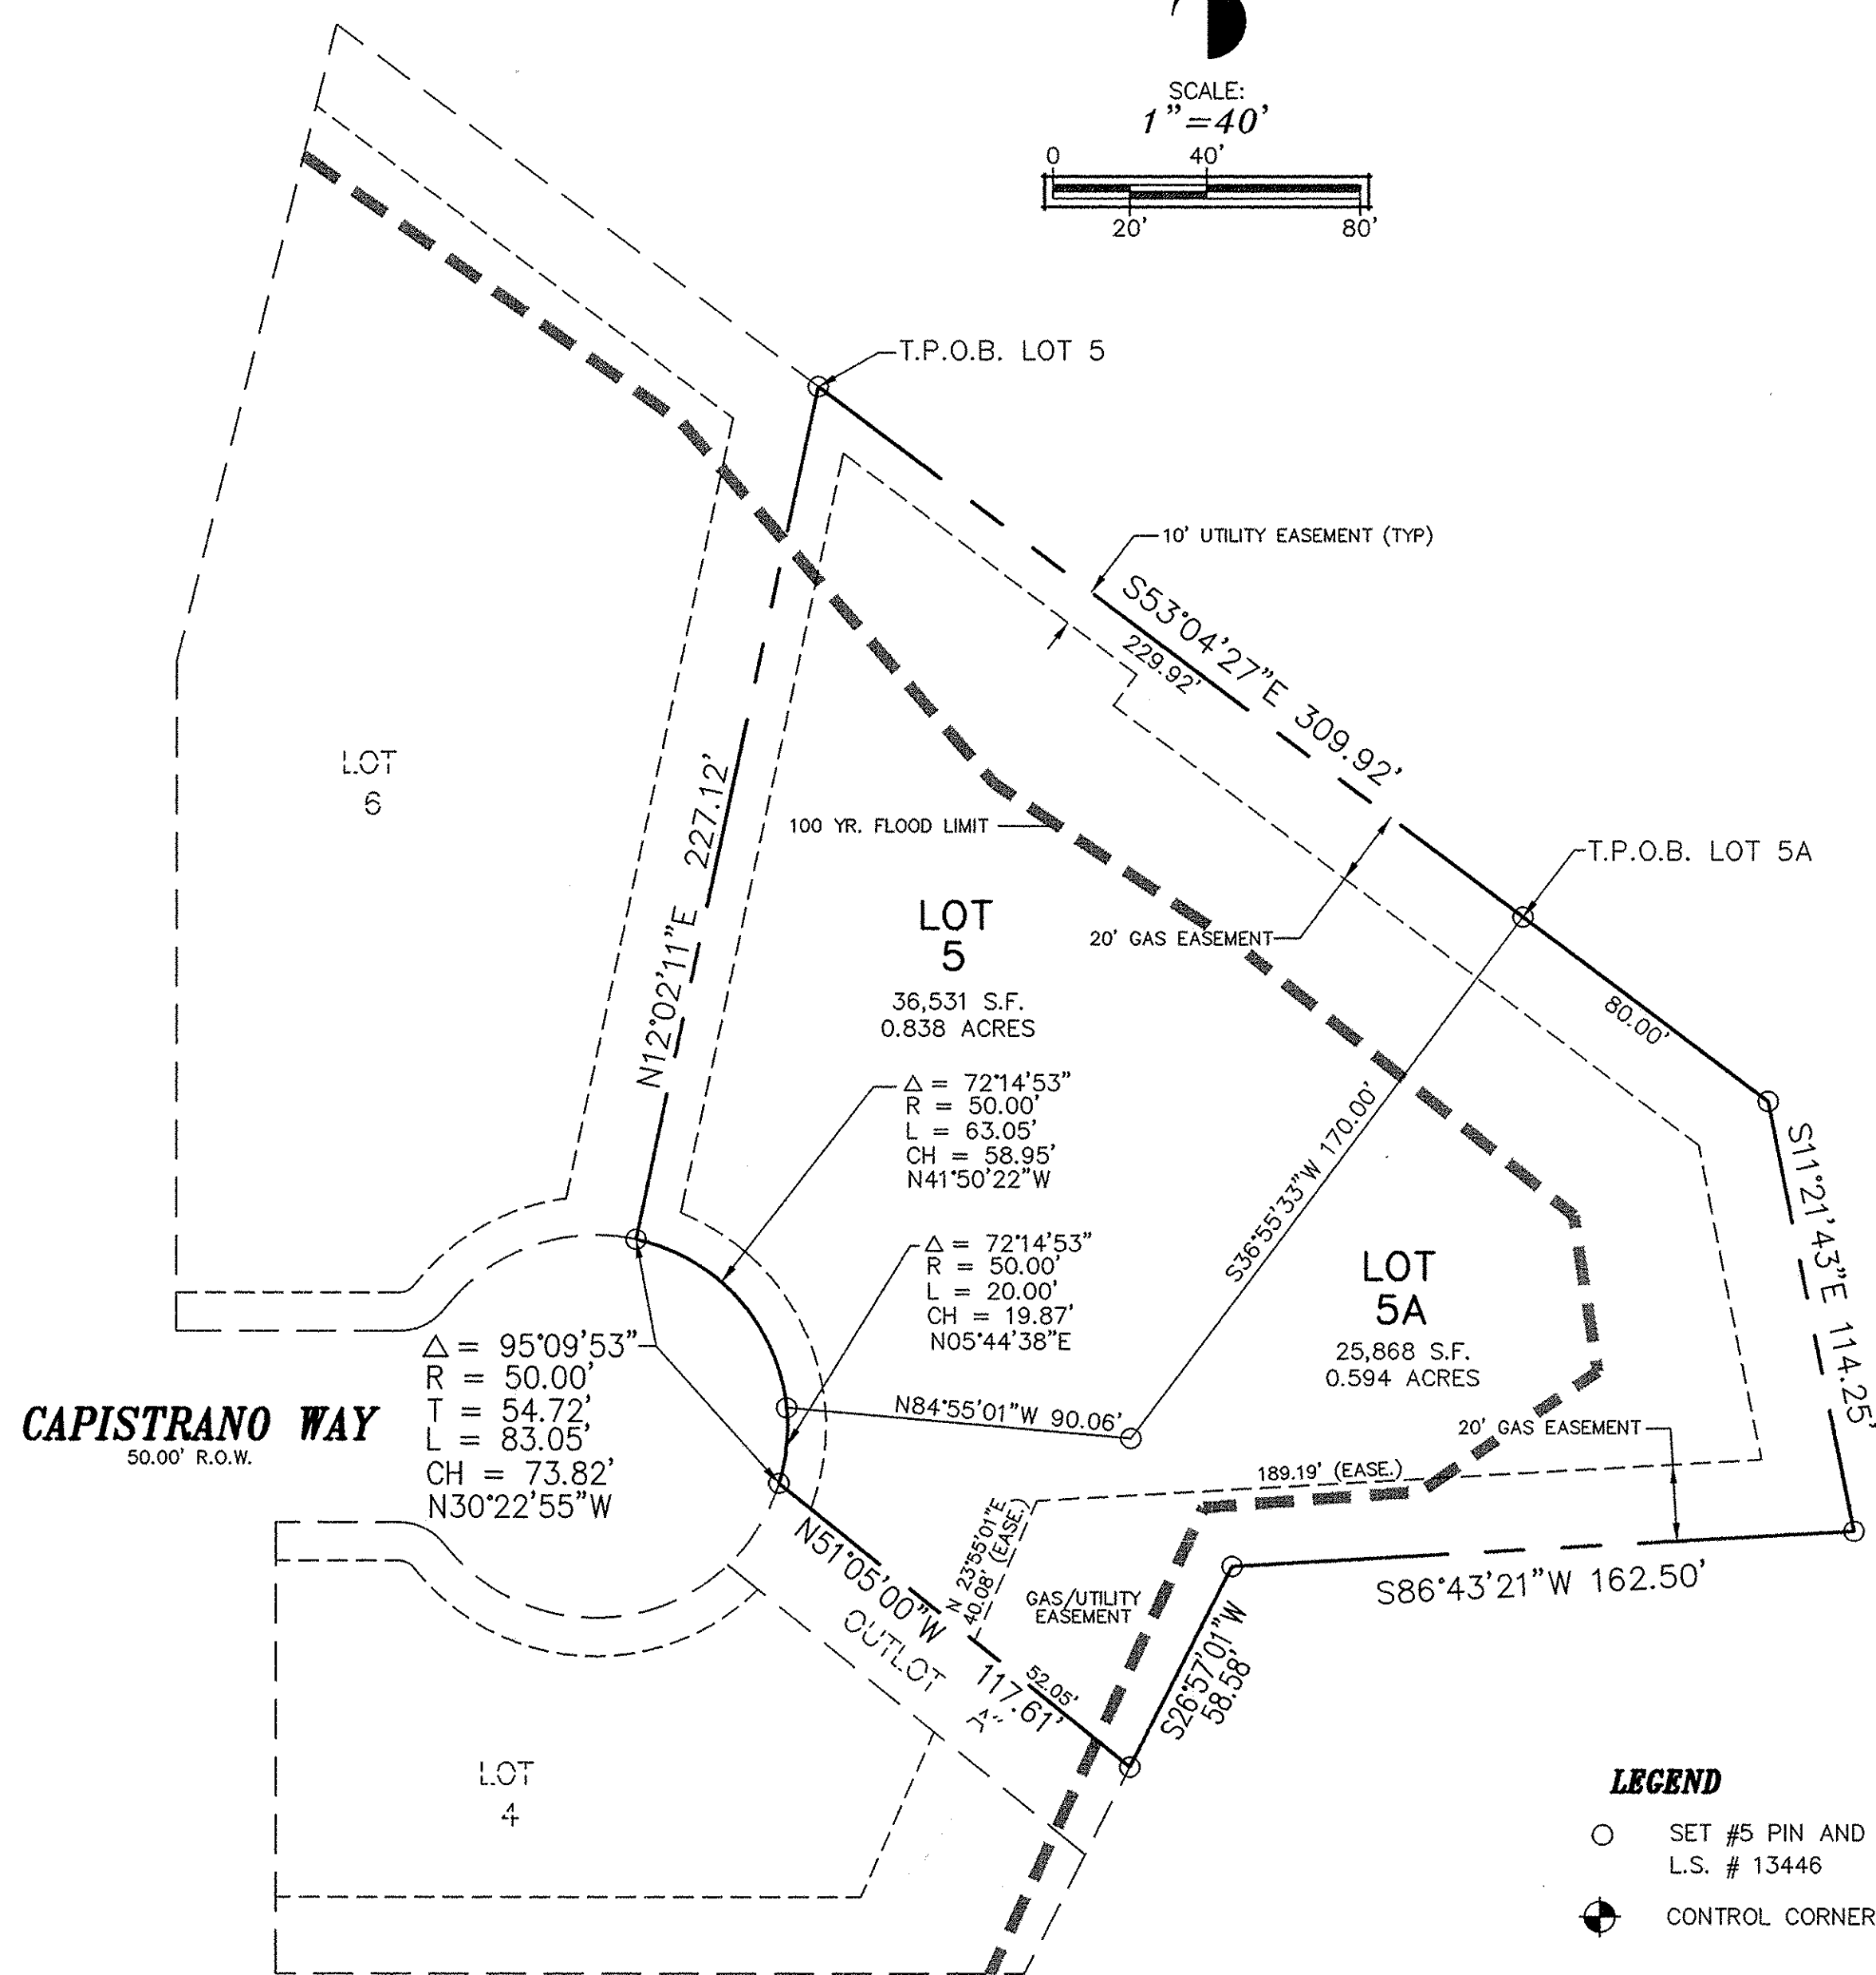 SCALE:
1"=40'
0 40'
20' 80'
T.P.O.B. LOT 5
10' UTILITY EASEMENT (TYP)
S53°04'27"E 309.92'
229.92'
LOT
6
N12°02'11"E 227.12'
100 YR. FLOOD LIMIT
T.P.O.B. LOT 5A
LOT
5
36,531 S.F.
0.838 ACRES
20' GAS EASEMENT
80.00'
△ = 72°14'53"
R = 50.00'
L = 63.05'
CH = 58.95'
N41°50'22"W
S36°55'33"W 170.00'
S11°21'43"E 114.25'
△ = 72°14'53"
R = 50.00'
L = 20.00'
CH = 19.87'
N05°44'38"E
LOT
5A
25,868 S.F.
0.594 ACRES
△ = 95°09'53"
R = 50.00'
T = 54.72'
L = 83.05'
CH = 73.82'
N30°22'55"W
CAPISTRANO WAY
50.00' R.O.W.
N84°55'01"W 90.06'
20' GAS EASEMENT
189.19' (EASE.)
N 23°55'01"E
40.08' (EASE.)
N51°05'00"W 117.61'
52.05'
GAS/UTILITY
EASEMENT
S86°43'21"W 162.50'
S26°57'01"W
58.58'
OUTLOT
A"
LOT
4
LEGEND
SET #5 PIN AND
L.S. # 13446
CONTROL CORNER